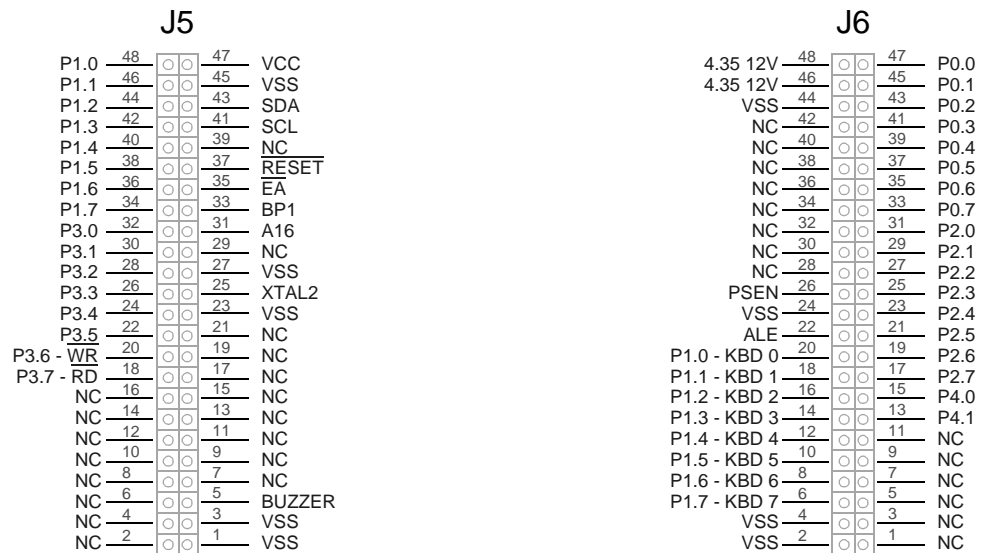 J5 J6
P1.0 48 47 VCC 4.35 12V 48 47 P0.0
P1.1 46 45 VSS 4.35 12V 46 45 P0.1
P1.2 44 43 SDA VSS 44 43 P0.2
P1.3 42 41 SCL NC 42 41 P0.3
P1.4 40 39 NC NC 40 39 P0.4
P1.5 38 37 RESET NC 38 37 P0.5
P1.6 36 35 EA NC 36 35 P0.6
P1.7 34 33 BP1 NC 34 33 P0.7
P3.0 32 31 A16 NC 32 31 P2.0
P3.1 30 29 NC NC 30 29 P2.1
P3.2 28 27 VSS NC 28 27 P2.2
P3.3 26 25 XTAL2 PSEN 26 25 P2.3
P3.4 24 23 VSS VSS 24 23 P2.4
P3.5 22 21 NC ALE 22 21 P2.5
P3.6 - WR 20 19 NC P1.0 - KBD 0 20 19 P2.6
P3.7 - RD 18 17 NC P1.1 - KBD 1 18 17 P2.7
NC 16 15 NC P1.2 - KBD 2 16 15 P4.0
NC 14 13 NC P1.3 - KBD 3 14 13 P4.1
NC 12 11 NC P1.4 - KBD 4 12 11 NC
NC 10 9 NC P1.5 - KBD 5 10 9 NC
NC 8 7 NC P1.6 - KBD 6 8 7 NC
NC 6 5 BUZZER P1.7 - KBD 7 6 5 NC
NC 4 3 VSS VSS 4 3 NC
NC 2 1 VSS VSS 2 1 NC